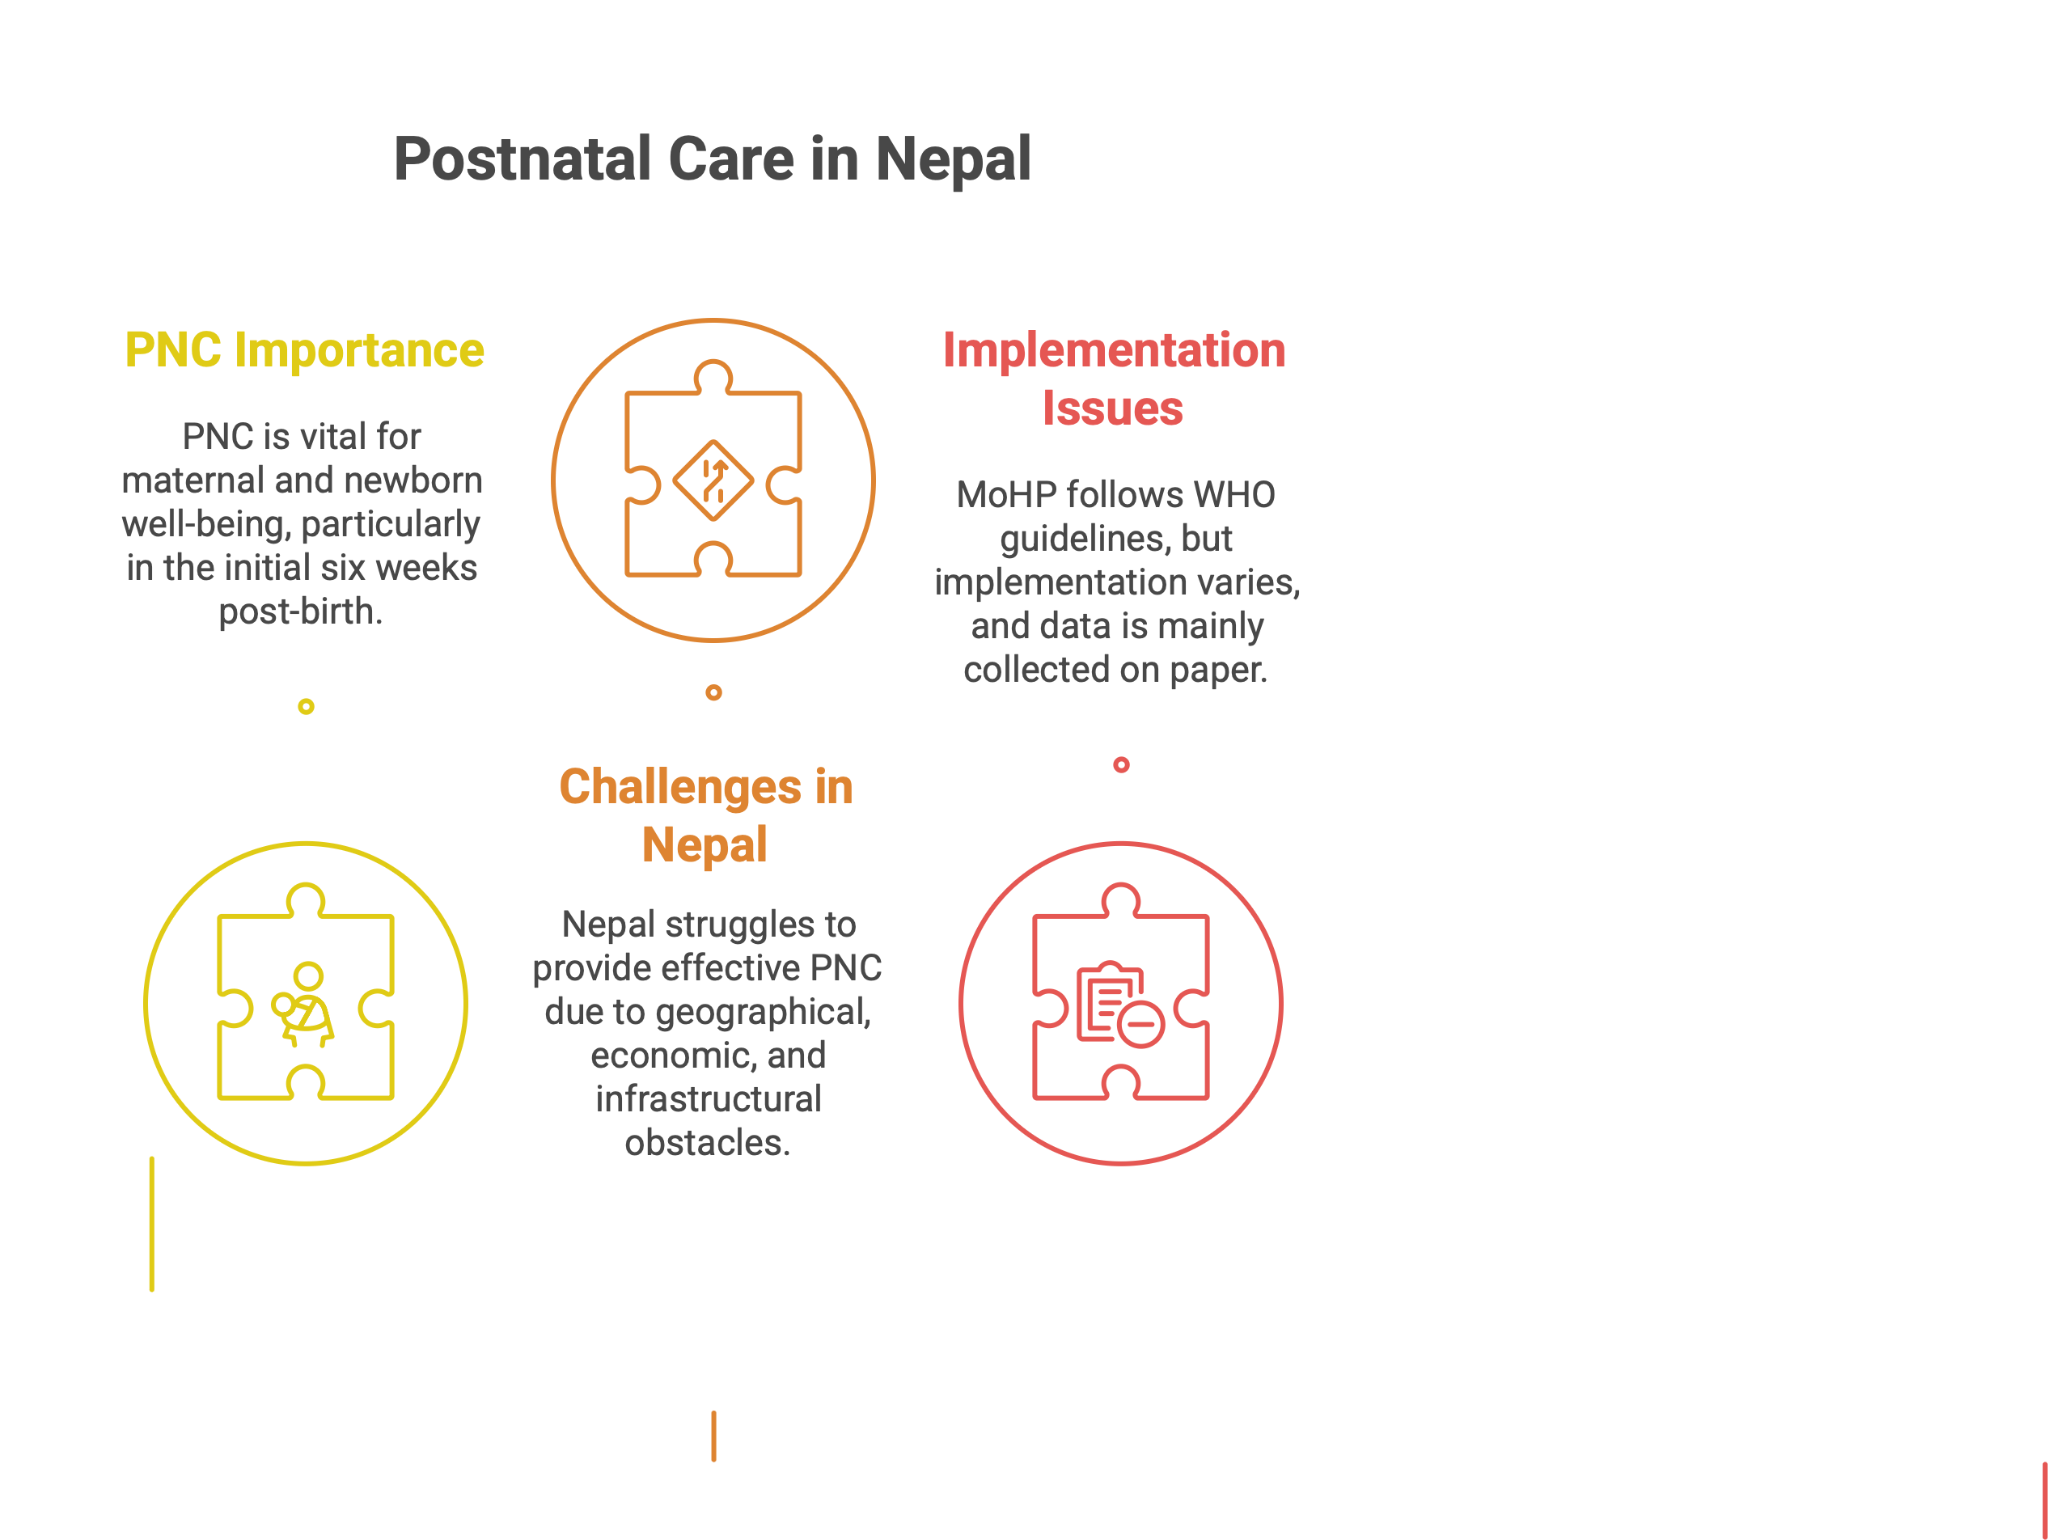 Postnatal Care in Nepal
PNC Importance
PNC is vital for
maternal and newborn
well-being, particularly
in the initial six weeks
post-birth.
Challenges in
Nepal
Nepal struggles to
provide effective PNC
due to geographical,
economic, and
infrastructural
obstacles.
Implementation
Issues
MoHP follows WHO
guidelines, but
implementation varies,
and data is mainly
collected on paper.